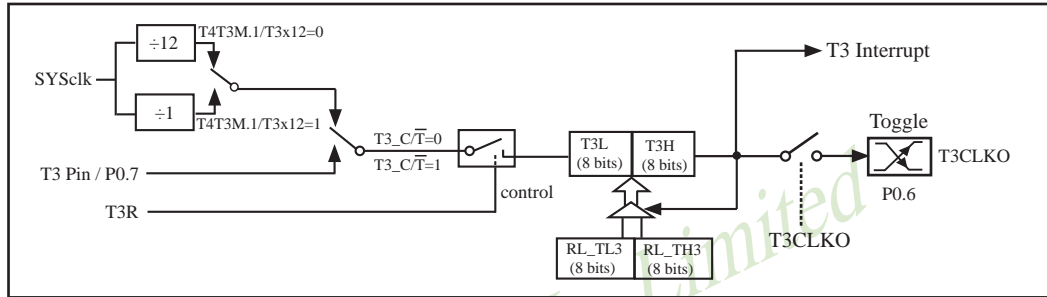 T4T3M.1/T3x12=0
÷12
SYSclk
÷1
T4T3M.1/T3x12=1
T3 Interrupt
Toggle
T3_C/T̅=0
T3_C/T̅=1
T3L
(8 bits)
T3H
(8 bits)
T3CLKO
P0.6
T3 Pin / P0.7
control
T3R
T3CLKO
RL_TL3
(8 bits)
RL_TH3
(8 bits)
Limited